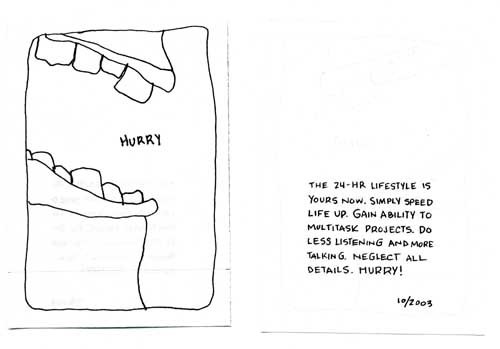 HURRY
THE 24-HR LIFESTYLE IS
YOURS NOW. SIMPLY SPEED
LIFE UP. GAIN ABILITY TO
MULTITASK PROJECTS. DO
LESS LISTENING AND MORE
TALKING. NEGLECT ALL
DETAILS. HURRY!
10/2003